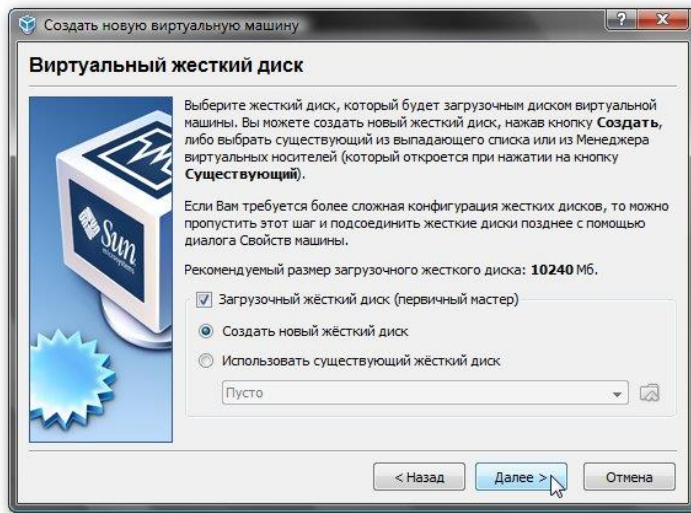 Создать новую виртуальную машину
Виртуальный жесткий диск
Выберите жесткий диск, который будет загрузочным диском виртуальной
машины. Вы можете создать новый жесткий диск, нажав кнопку Создать,
либо выбрать существующий из выпадающего списка или из Менеджера
виртуальных носителей (который откроется при нажатии на кнопку
Существующий).
Если Вам требуется более сложная конфигурация жестких дисков, то можно
пропустить этот шаг и подсоединить жесткие диски позднее с помощью
диалога Свойств машины.
Рекомендуемый размер загрузочного жесткого диска: 10240 Мб.
Sun
microsystems
Загрузочный жёсткий диск (первичный мастер)
Создать новый жёсткий диск
Использовать существующий жёсткий диск
Пусто
< Назад
Далее >
Отмена